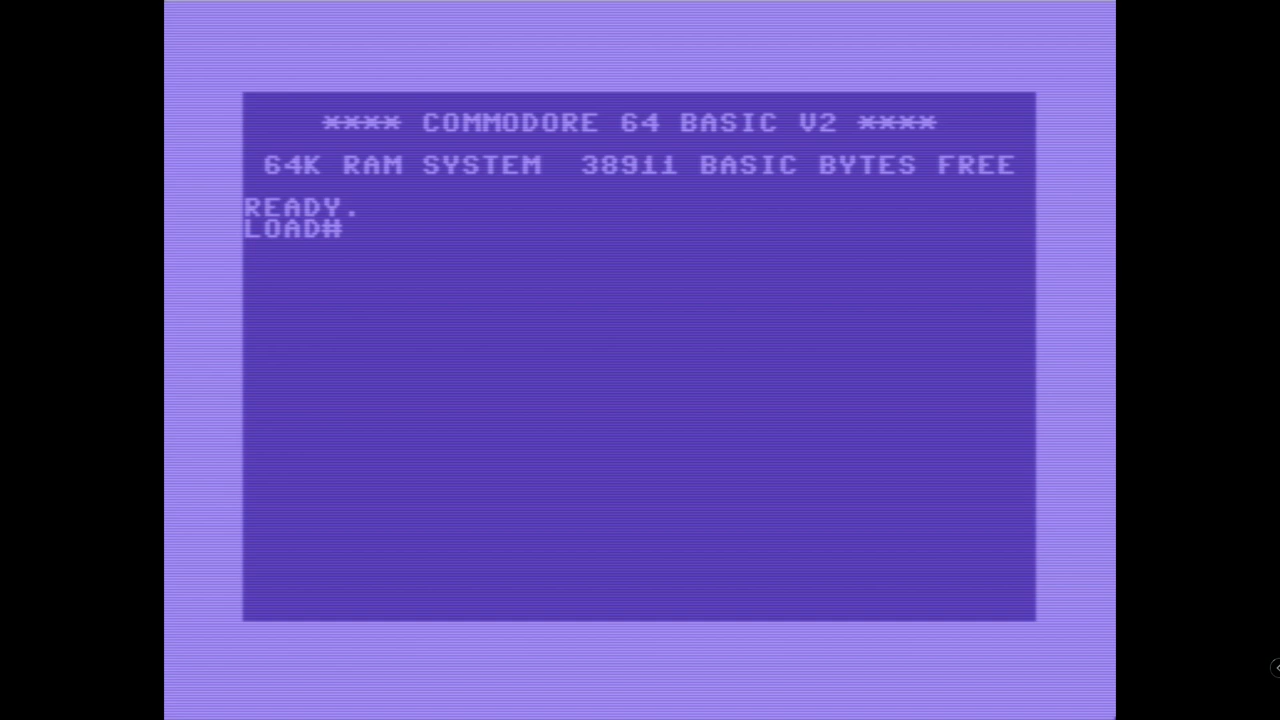 **** COMMODORE 64 BASIC V2 ****
64K RAM SYSTEM  38911 BASIC BYTES FREE
READY.
LOAD#